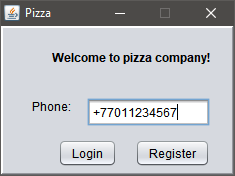 Pizza
Welcome to pizza company!
Phone: +77011234567
Login Register